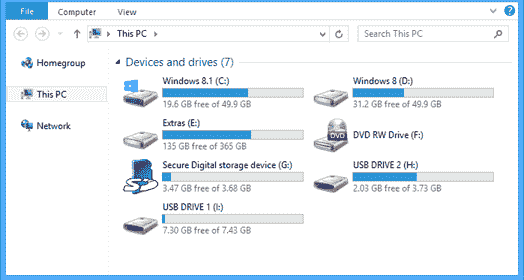 File Computer View
This PC
Search This PC
Homegroup
This PC
Network
Devices and drives (7)
Windows 8.1 (C:)
19.6 GB free of 49.9 GB
Windows 8 (D:)
31.2 GB free of 49.9 GB
Extras (E:)
135 GB free of 365 GB
DVD
DVD RW Drive (F:)
Secure Digital storage device (G:)
3.47 GB free of 3.68 GB
USB DRIVE 2 (H:)
2.03 GB free of 3.73 GB
USB DRIVE 1 (I:)
7.30 GB free of 7.43 GB